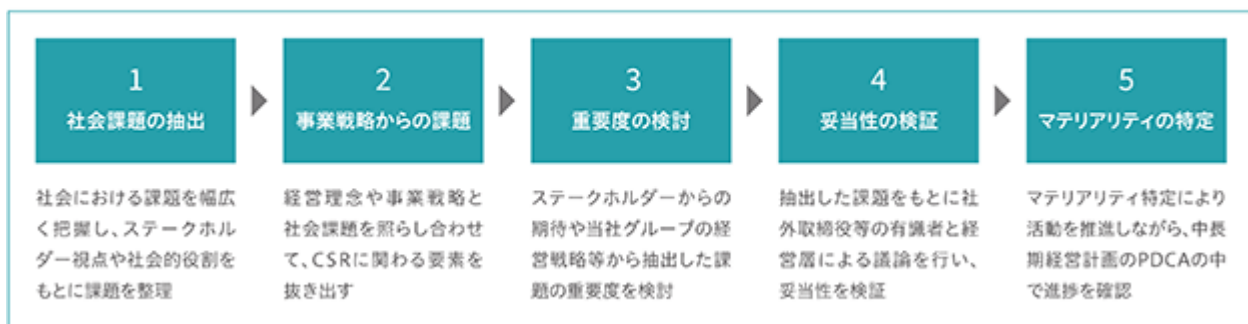 1
社会課題の抽出
社会における課題を幅広
く把握し、ステークホル
ダー視点や社会的役割を
もとに課題を整理
2
事業戦略からの課題
経営理念や事業戦略と
社会課題を照らし合わせ
て、CSRに関わる要素を
抜き出す
3
重要度の検討
ステークホルダーからの
期待や当社グループの経
営戦略等から抽出した課
題の重要度を検討
4
妥当性の検証
抽出した課題をもとに社
外取締役等の有識者と経
営層による議論を行い、
妥当性を検証
5
マテリアリティの特定
マテリアリティ特定により
活動を推進しながら、中長
期経営計画のPDCAの中
で進捗を確認